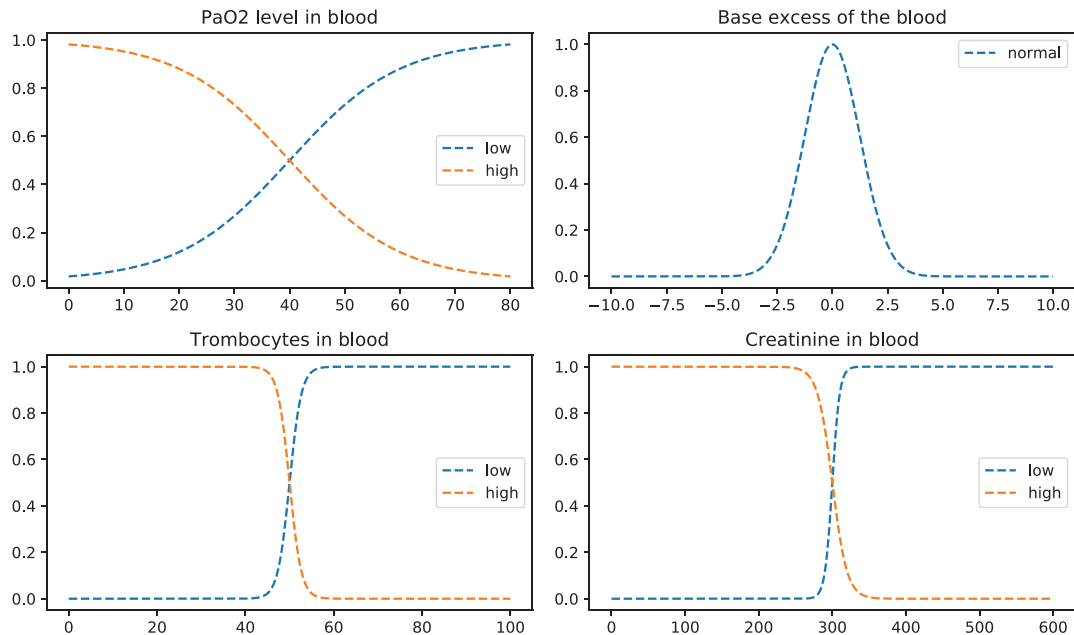 PaO2 level in blood
1.0
0.8
0.6
0.4
0.2
0.0
low
high
0 10 20 30 40 50 60 70 80
Base excess of the blood
1.0
0.8
0.6
0.4
0.2
0.0
normal
−10.0 −7.5 −5.0 −2.5 0.0 2.5 5.0 7.5 10.0
Trombocytes in blood
1.0
0.8
0.6
0.4
0.2
0.0
low
high
0 20 40 60 80 100
Creatinine in blood
1.0
0.8
0.6
0.4
0.2
0.0
low
high
0 100 200 300 400 500 600